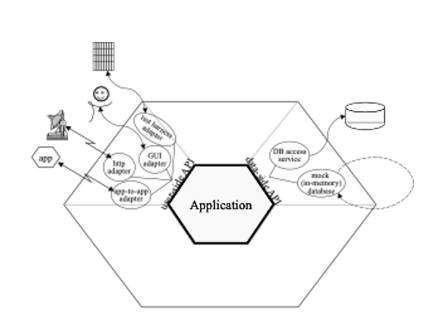 test harness
adapter
app
http
adapter
GUI
adapter
app-to-app
adapter
user-side API
Application
data-side API
DB access
service
mock
(in-memory)
database